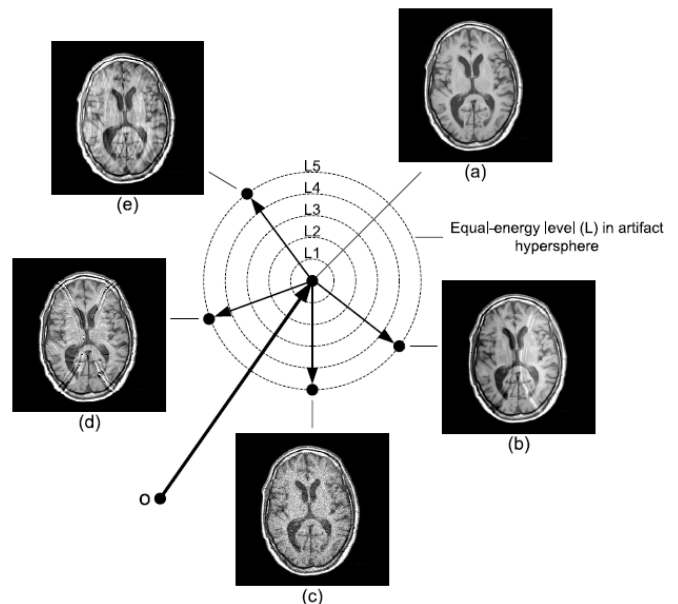 (a)
(e)
L5
L4
L3
L2
L1
Equal-energy level (L) in artifact
hypersphere
(d)
(b)
O
(c)